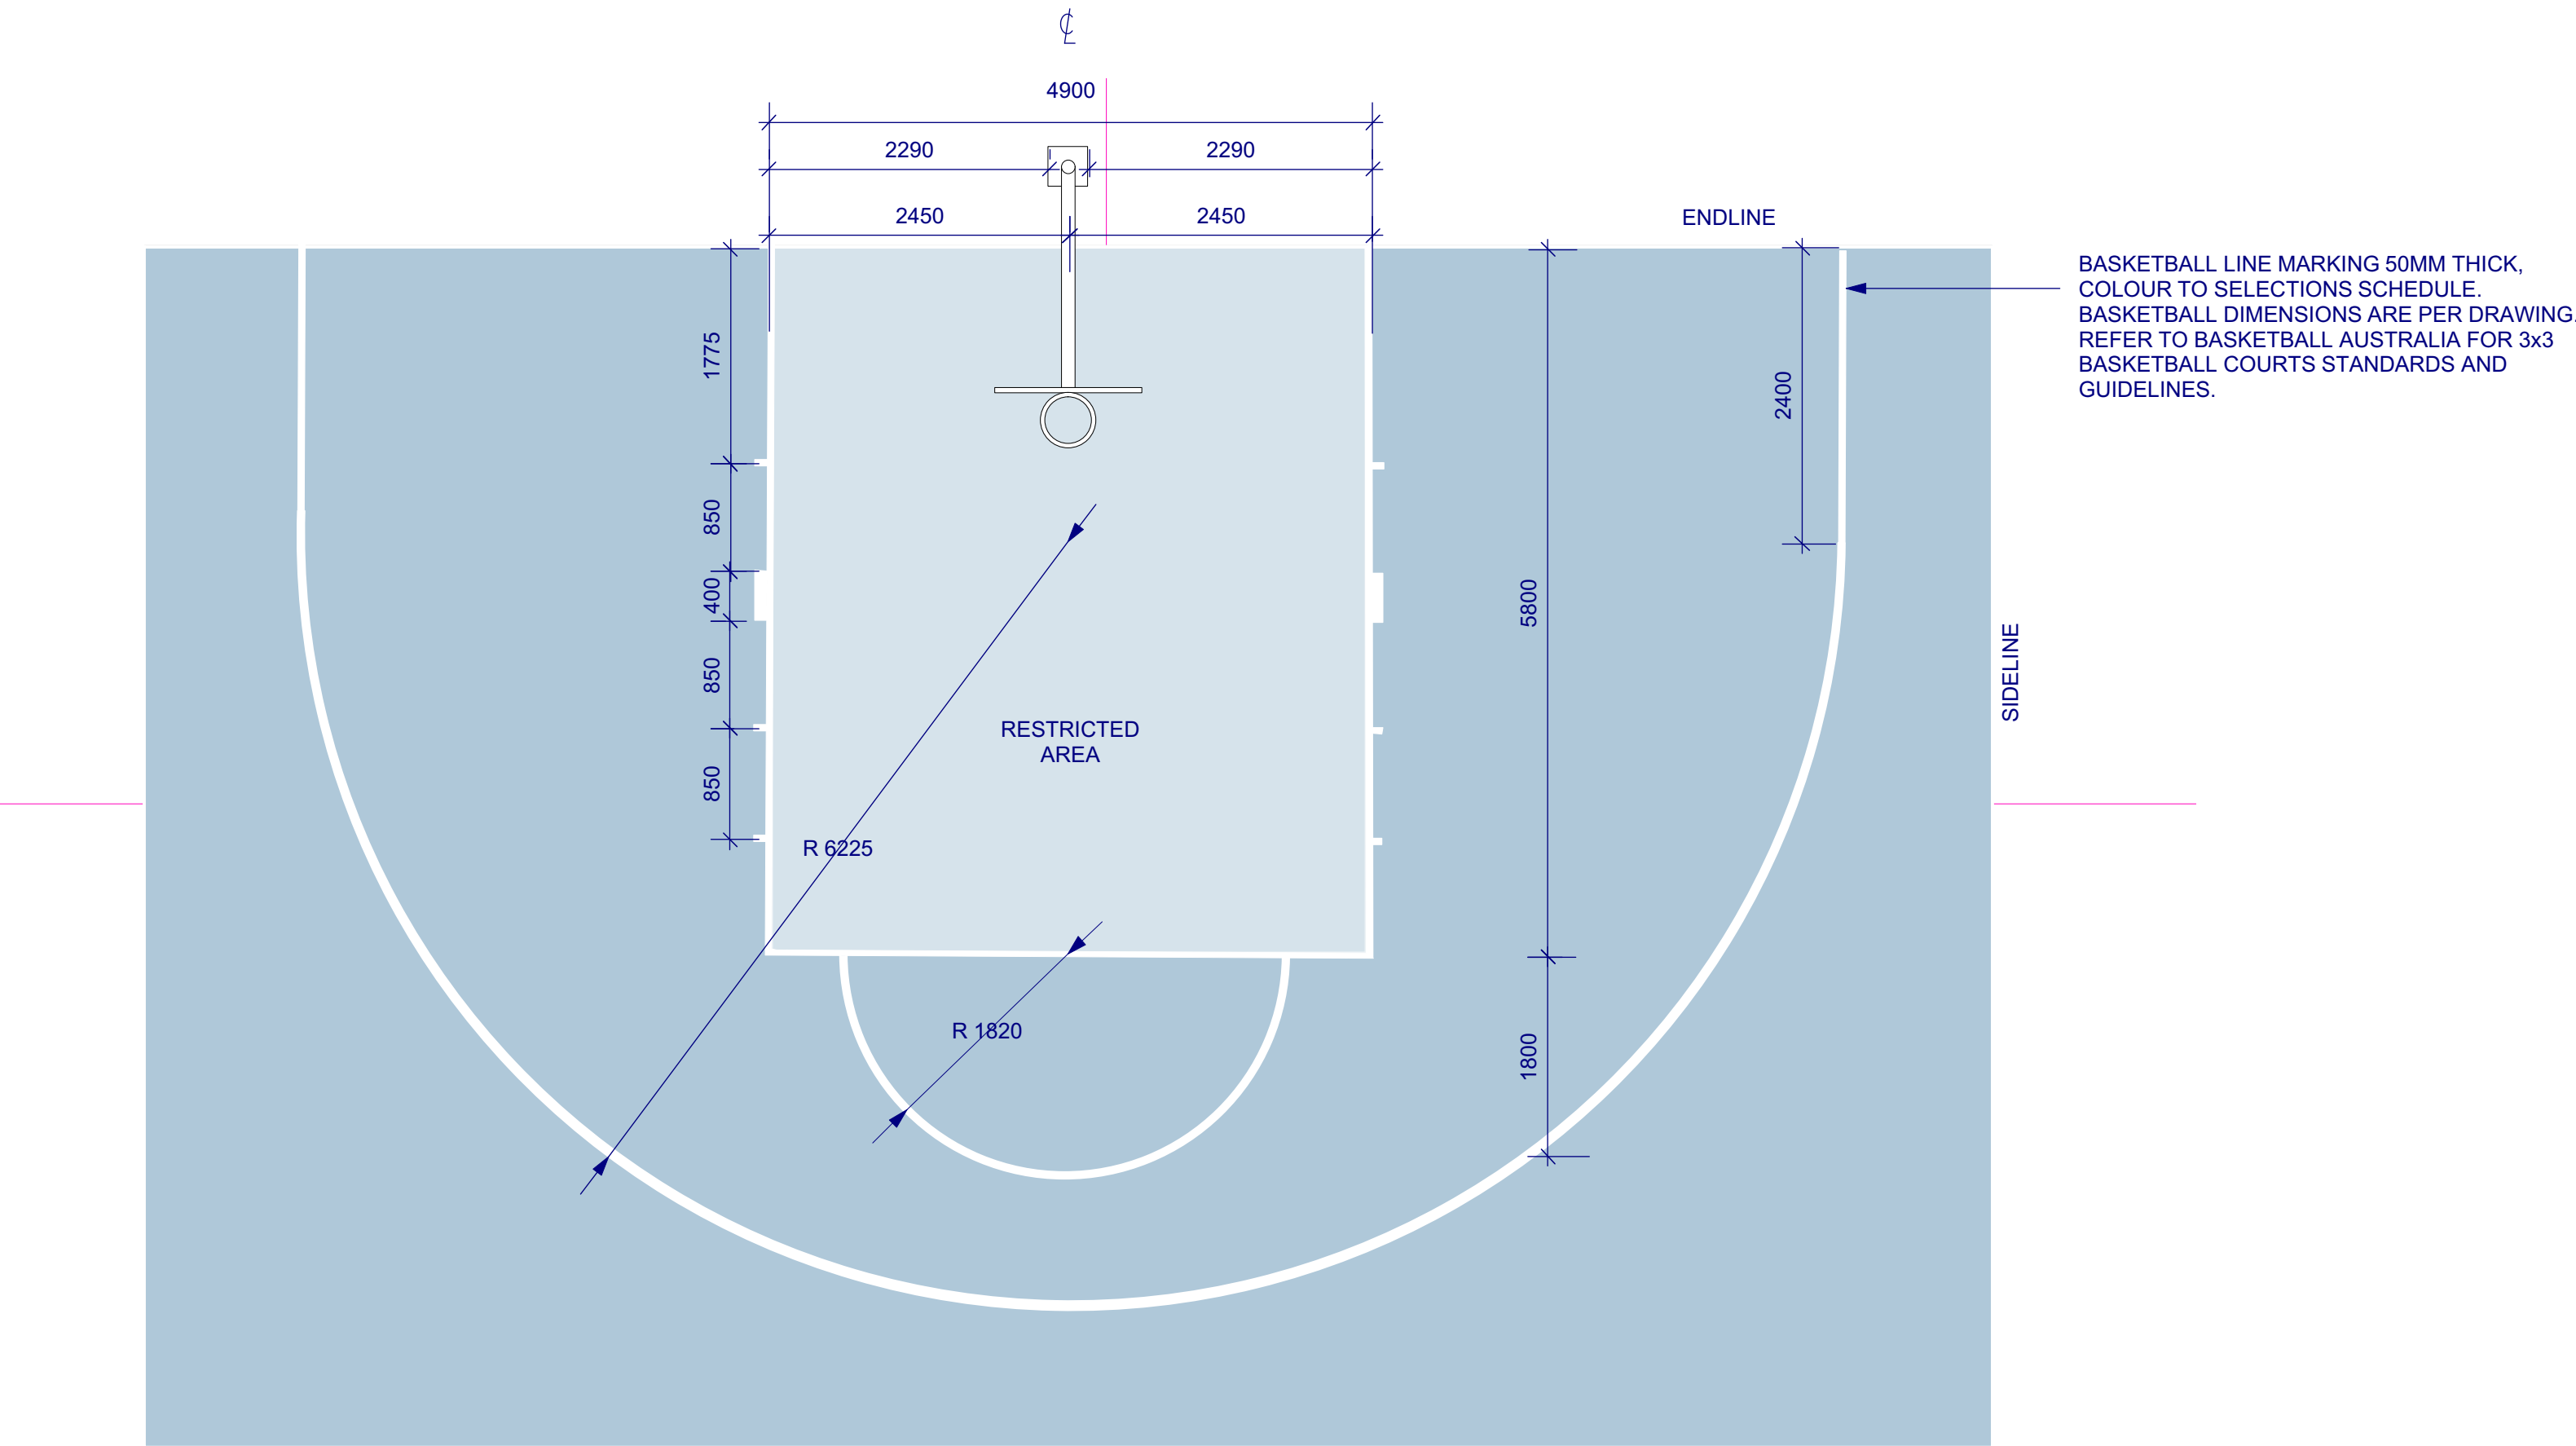 ℄
4900
2290
2290
2450
2450
ENDLINE
BASKETBALL LINE MARKING 50MM THICK,
COLOUR TO SELECTIONS SCHEDULE.
BASKETBALL DIMENSIONS ARE PER DRAWING.
REFER TO BASKETBALL AUSTRALIA FOR 3x3
BASKETBALL COURTS STANDARDS AND
GUIDELINES.
1775
2400
850
400
5800
850
SIDELINE
RESTRICTED
AREA
850
R 6225
R 1820
1800